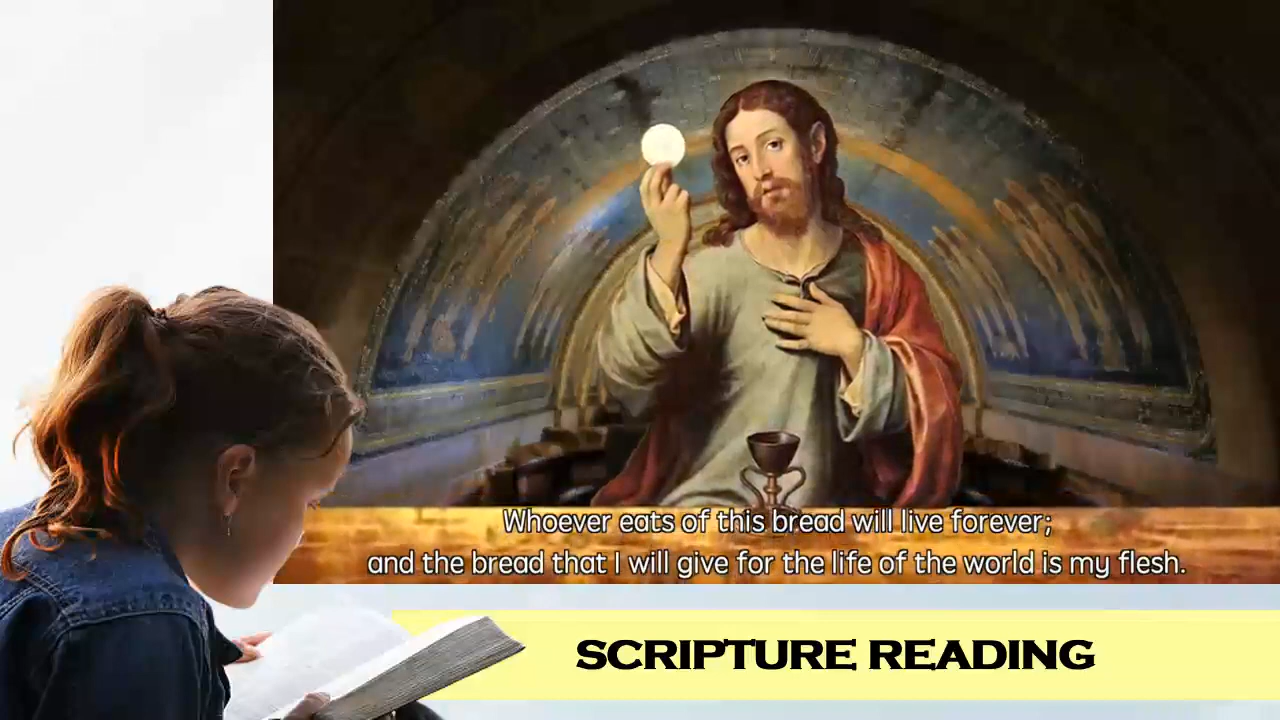 Whoever eats of this bread will live forever;
and the bread that I will give for the life of the world is my flesh.
SCRIPTURE READING